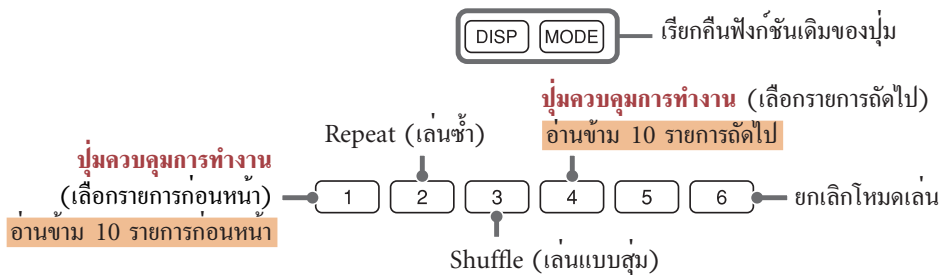 DISP MODE เรียกคืนฟังก์ชันเดิมของปุ่ม
ปุ่มควบคุมการทำงาน (เลือกรายการถัดไป)
Repeat (เล่นซ้ำ) อ่านข้าม 10 รายการถัดไป
ปุ่มควบคุมการทำงาน
(เลือกรายการก่อนหน้า) 1 2 3 4 5 6 ยกเลิกโหมดเล่น
อ่านข้าม 10 รายการก่อนหน้า
Shuffle (เล่นแบบสุ่ม)